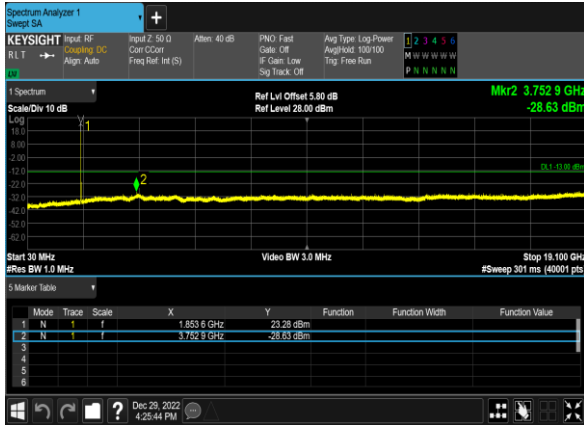 Spectrum Analyzer 1
Swept SA
KEYSIGHT Input: RF Input Z: 50 Ω Atten: 40 dB PNO: Fast Avg Type: Log-Power 1 2 3 4 5 6
RLT Coupling: DC Corr CCorr Gate: Off Avg|Hold: 100/100 M W W W W W
Align: Auto Freq Ref: Int (S) IF Gain: Low Trig: Free Run
Sig Track: Off P N N N N N
1 Spectrum Ref Lvl Offset 5.80 dB Mkr2 3.752 9 GHz
Scale/Div 10 dB Ref Level 28.00 dBm -28.63 dBm
Log
1
18.0
8.00
-2.00
-12.0 DL1 -13.00 dBm
-22.0 2
-32.0
-42.0
-52.0
-62.0
Start 30 MHz Video BW 3.0 MHz Stop 19.100 GHz
#Res BW 1.0 MHz #Sweep 301 ms (40001 pts
5 Marker Table
Mode Trace Scale X Y Function Function Width Function Value
1 N 1 f 1.853 6 GHz 23.28 dBm
2 N 1 f 3.752 9 GHz -28.63 dBm
3
4
5
6
? Dec 29, 2022
4:25:44 PM